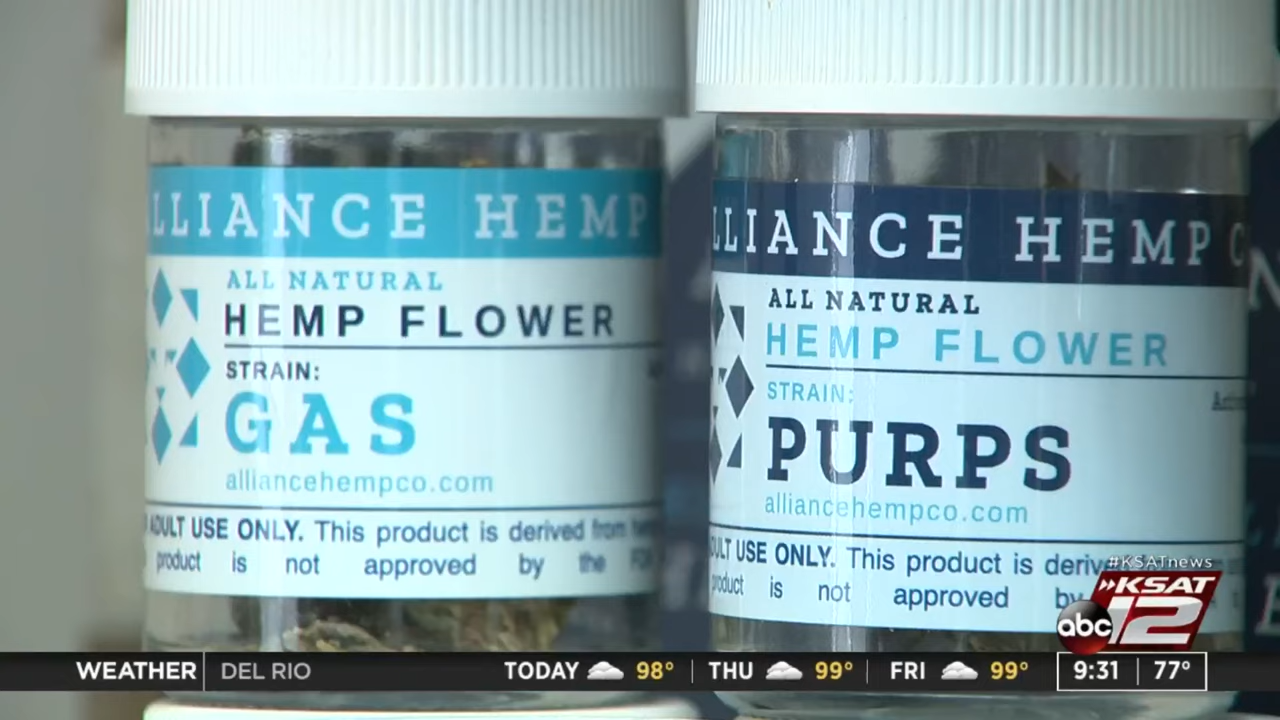 LLIANCE HEMP
ALL NATURAL
HEMP FLOWER
STRAIN:
GAS
alliancehempco.com
ADULT USE ONLY. This product is derived from
product is not approved by the
LLIANCE HEMP C
ALL NATURAL
HEMP FLOWER
STRAIN:
PURPS
alliancehempco.com
DULT USE ONLY. This product is
product is not approved by
#KSATnews
KSAT
abc 12
WEATHER DEL RIO TODAY 98° THU 99° FRI 99° 9:31 77°